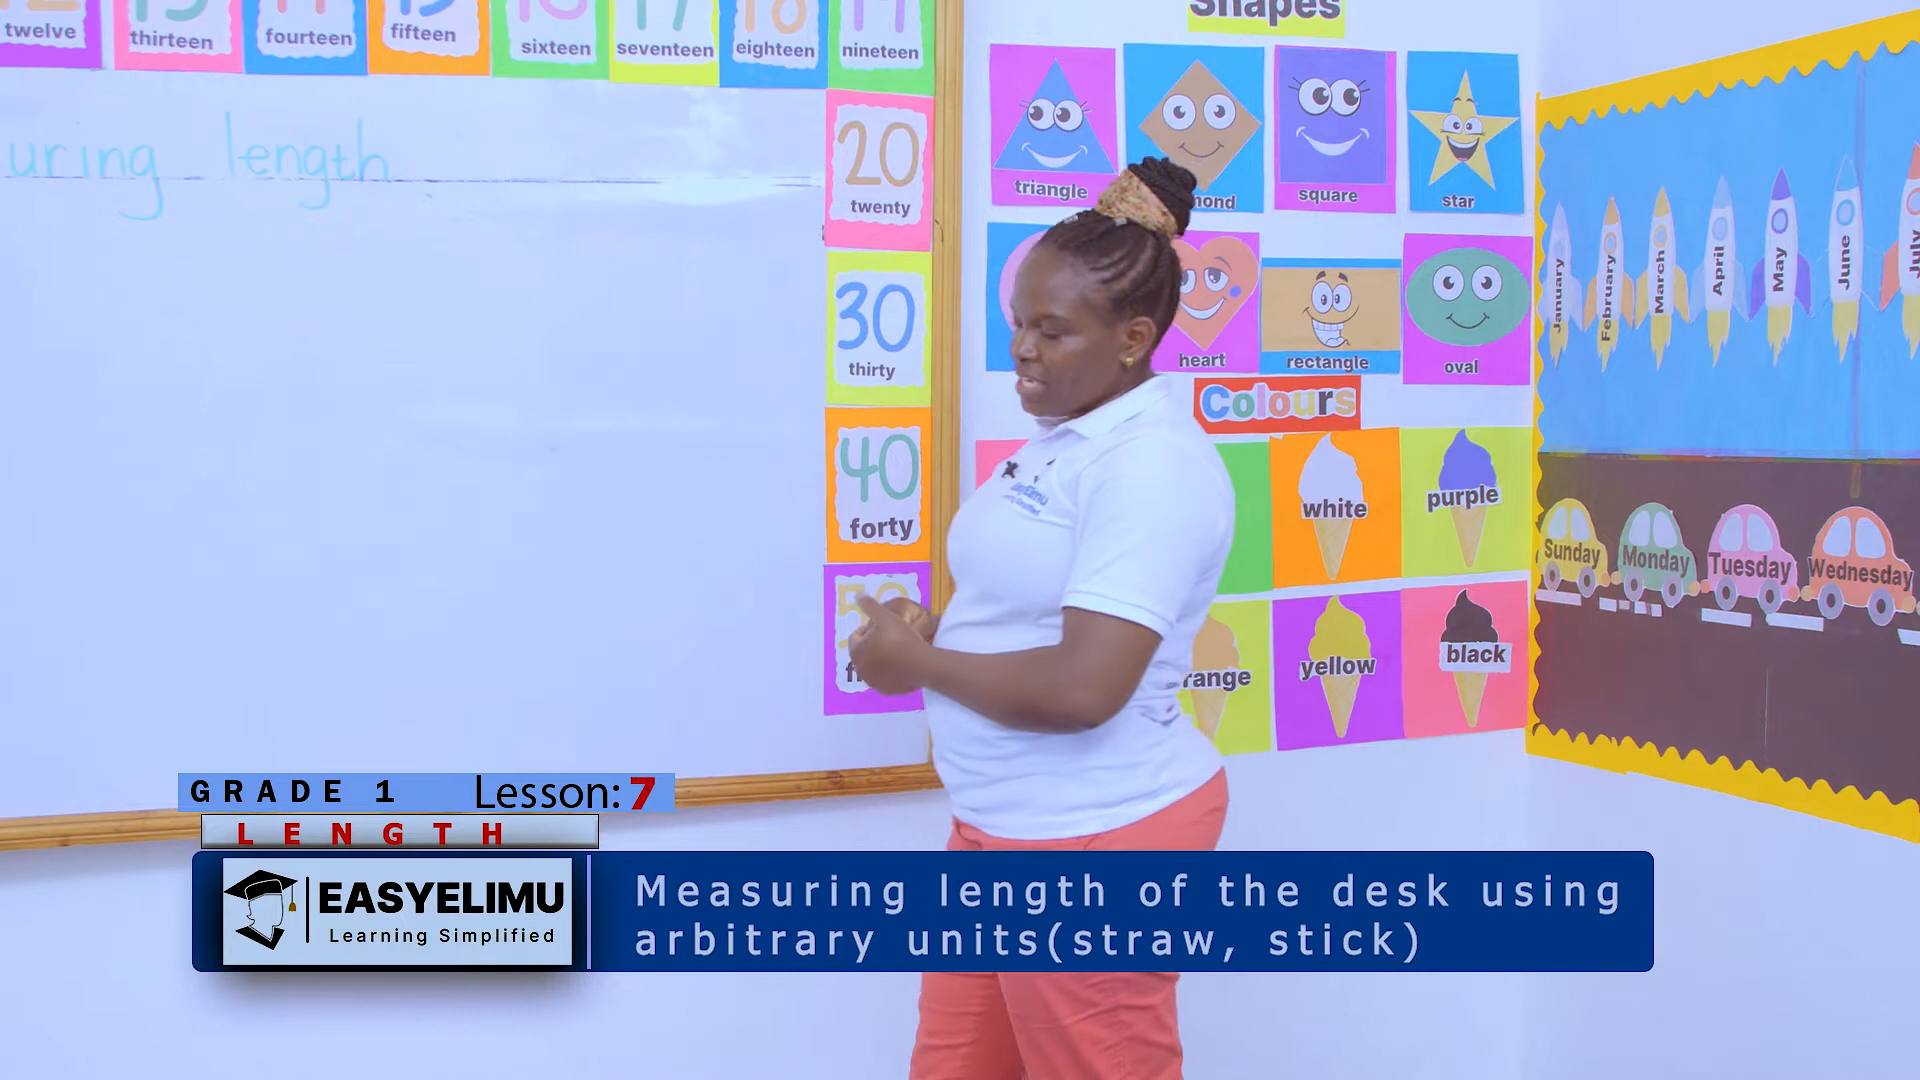 twelve
thirteen
fourteen
fifteen
sixteen
seventeen
eighteen
nineteen
Shapes
uring length
20
twenty
30
thirty
40
forty
triangle
square
star
heart
rectangle
oval
Colours
white
purple
yellow
black
January
February
March
April
May
June
July
Sunday
Monday
Tuesday
Wednesday
GRADE 1 Lesson: 7
LENGTH
EASYELIMU
Learning Simplified
Measuring length of the desk using
arbitrary units(straw, stick)